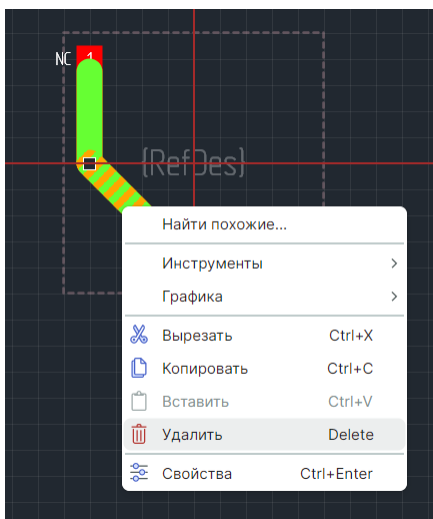 NC 1
(RefDes)
Найти похожие...
Инструменты
Графика
Вырезать Ctrl+X
Копировать Ctrl+C
Вставить Ctrl+V
Удалить Delete
Свойства Ctrl+Enter